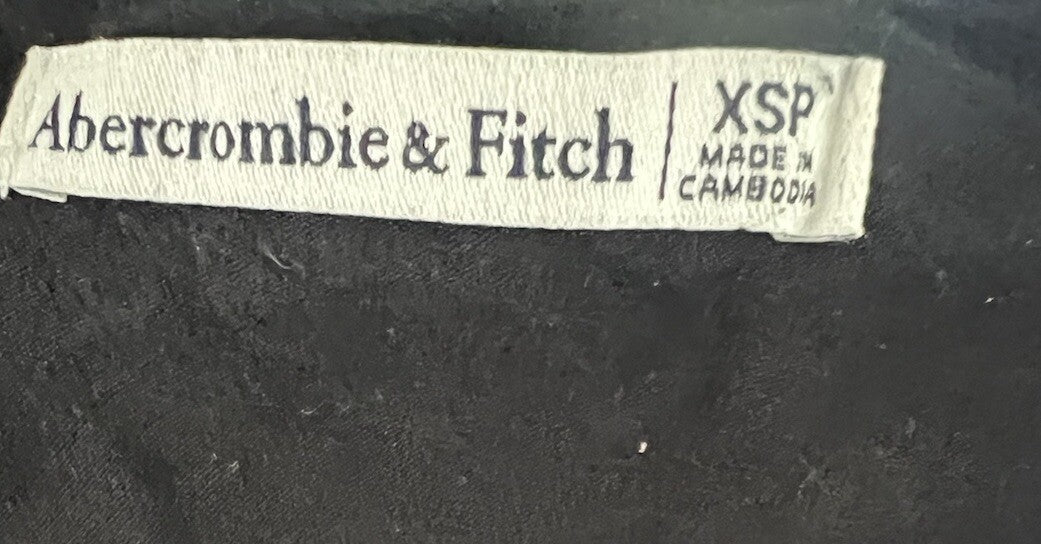 Abercrombie & Fitch
XSP
MADE IN
CAMBODIA